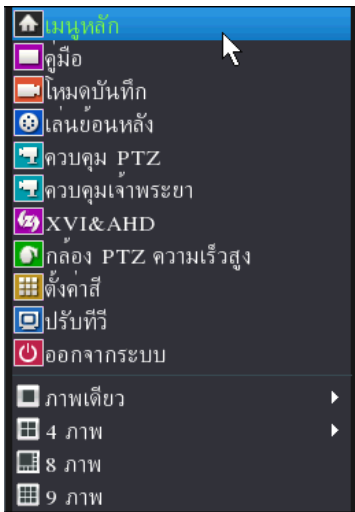 เมนูหลัก
คู่มือ
โหมดบันทึก
เล่นย้อนหลัง
ควบคุม PTZ
ควบคุมเจ้าพระยา
XVI&AHD
กล้อง PTZ ความเร็วสูง
ตั้งค่าสี
ปรับทีวี
ออกจากระบบ
ภาพเดียว
4 ภาพ
8 ภาพ
9 ภาพ